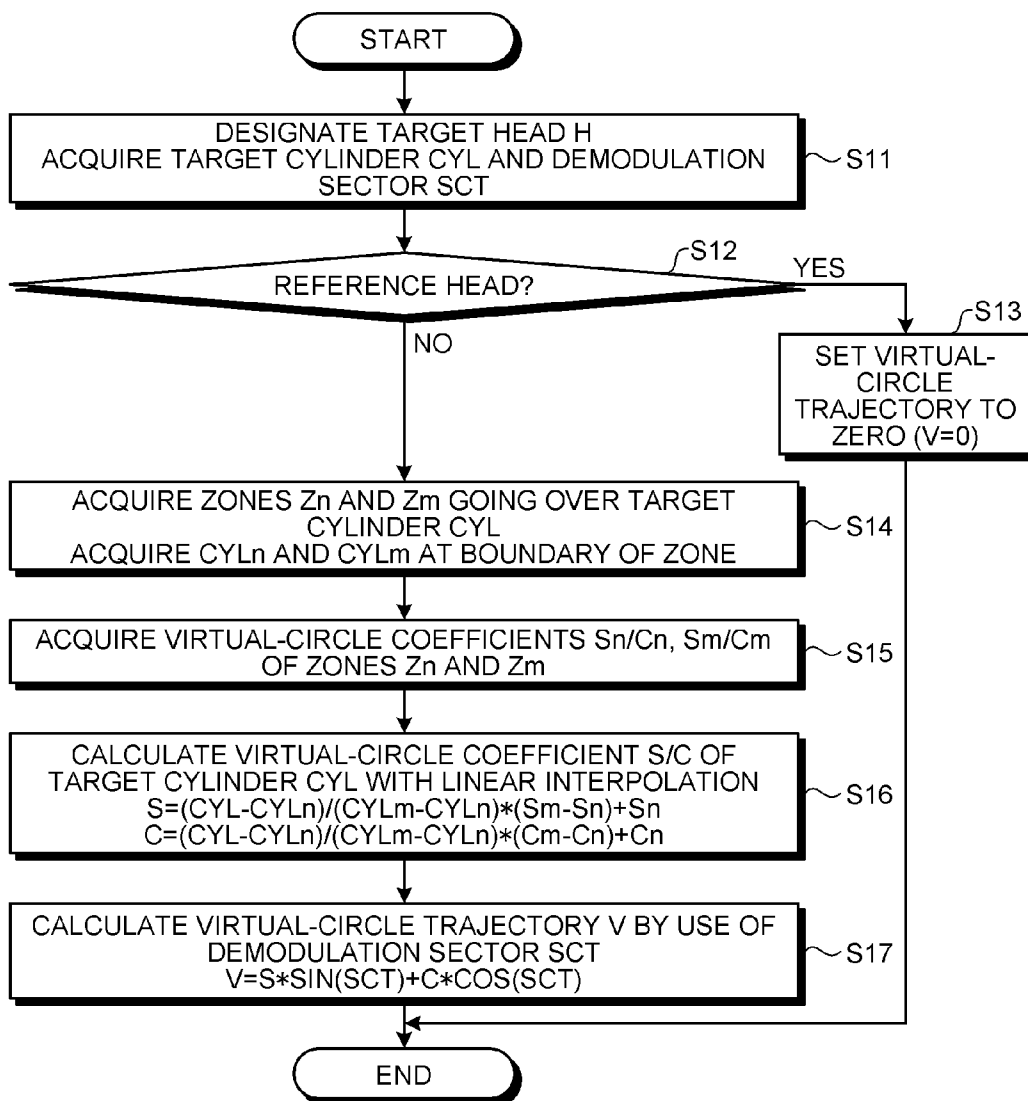 START
DESIGNATE TARGET HEAD H
ACQUIRE TARGET CYLINDER CYL AND DEMODULATION
SECTOR SCT
S11
S12
REFERENCE HEAD?
YES
NO
S13
SET VIRTUAL-
CIRCLE
TRAJECTORY TO
ZERO (V=0)
ACQUIRE ZONES Zn AND Zm GOING OVER TARGET
CYLINDER CYL
ACQUIRE CYLn AND CYLm AT BOUNDARY OF ZONE
S14
ACQUIRE VIRTUAL-CIRCLE COEFFICIENTS Sn/Cn, Sm/Cm
OF ZONES Zn AND Zm
S15
CALCULATE VIRTUAL-CIRCLE COEFFICIENT S/C OF
TARGET CYLINDER CYL WITH LINEAR INTERPOLATION
S=(CYL-CYLn)/(CYLm-CYLn)*(Sm-Sn)+Sn
C=(CYL-CYLn)/(CYLm-CYLn)*(Cm-Cn)+Cn
S16
CALCULATE VIRTUAL-CIRCLE TRAJECTORY V BY USE OF
DEMODULATION SECTOR SCT
V=S*SIN(SCT)+C*COS(SCT)
S17
END